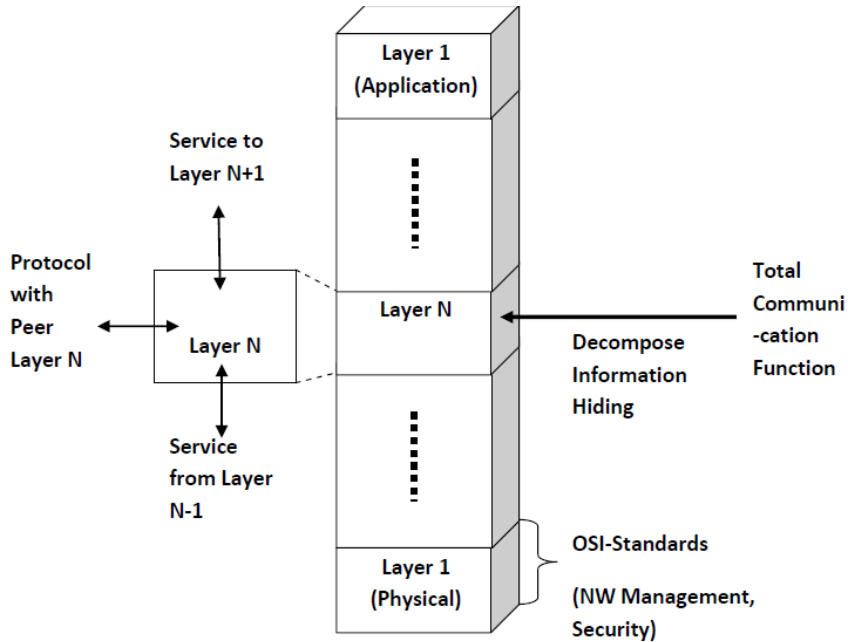 Layer 1
(Application)
Service to
Layer N+1
Protocol
with
Peer
Layer N
Layer N
Service
from Layer
N-1
Layer N
Decompose
Information
Hiding
Total
Communi
-cation
Function
Layer 1
(Physical)
OSI-Standards
(NW Management,
Security)